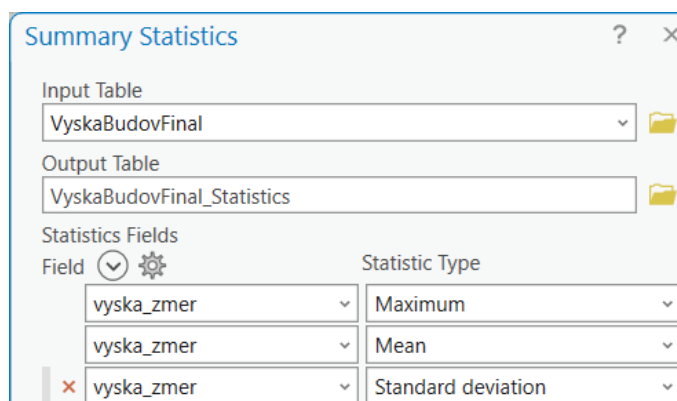 Summary Statistics ? ×
Input Table
VyskaBudovFinal
Output Table
VyskaBudovFinal_Statistics
Statistics Fields
Field Statistic Type
vyska_zmer Maximum
vyska_zmer Mean
vyska_zmer Standard deviation